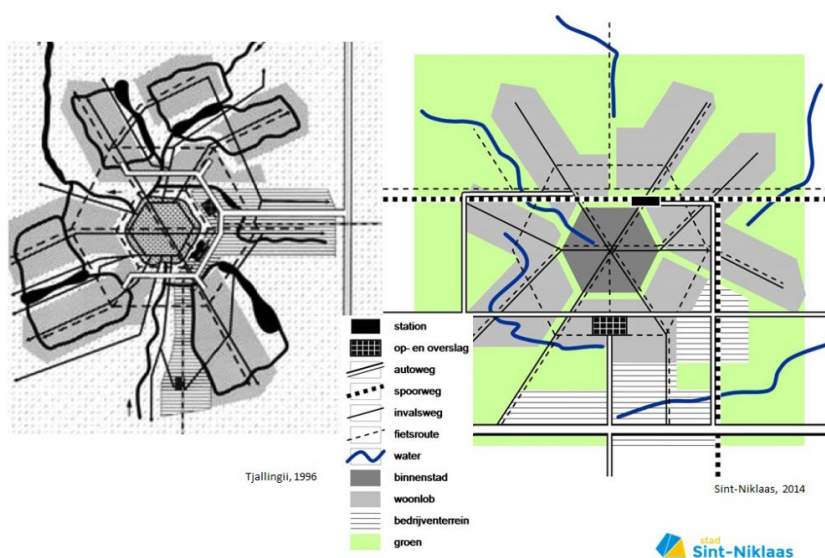 station
op- en overslag
autoweg
spoorweg
invalsweg
fietsroute
water
binnenstad
woonlob
bedrijventerrein
groen
Tjallingii, 1996
Sint-Niklaas, 2014
stad
Sint-Niklaas